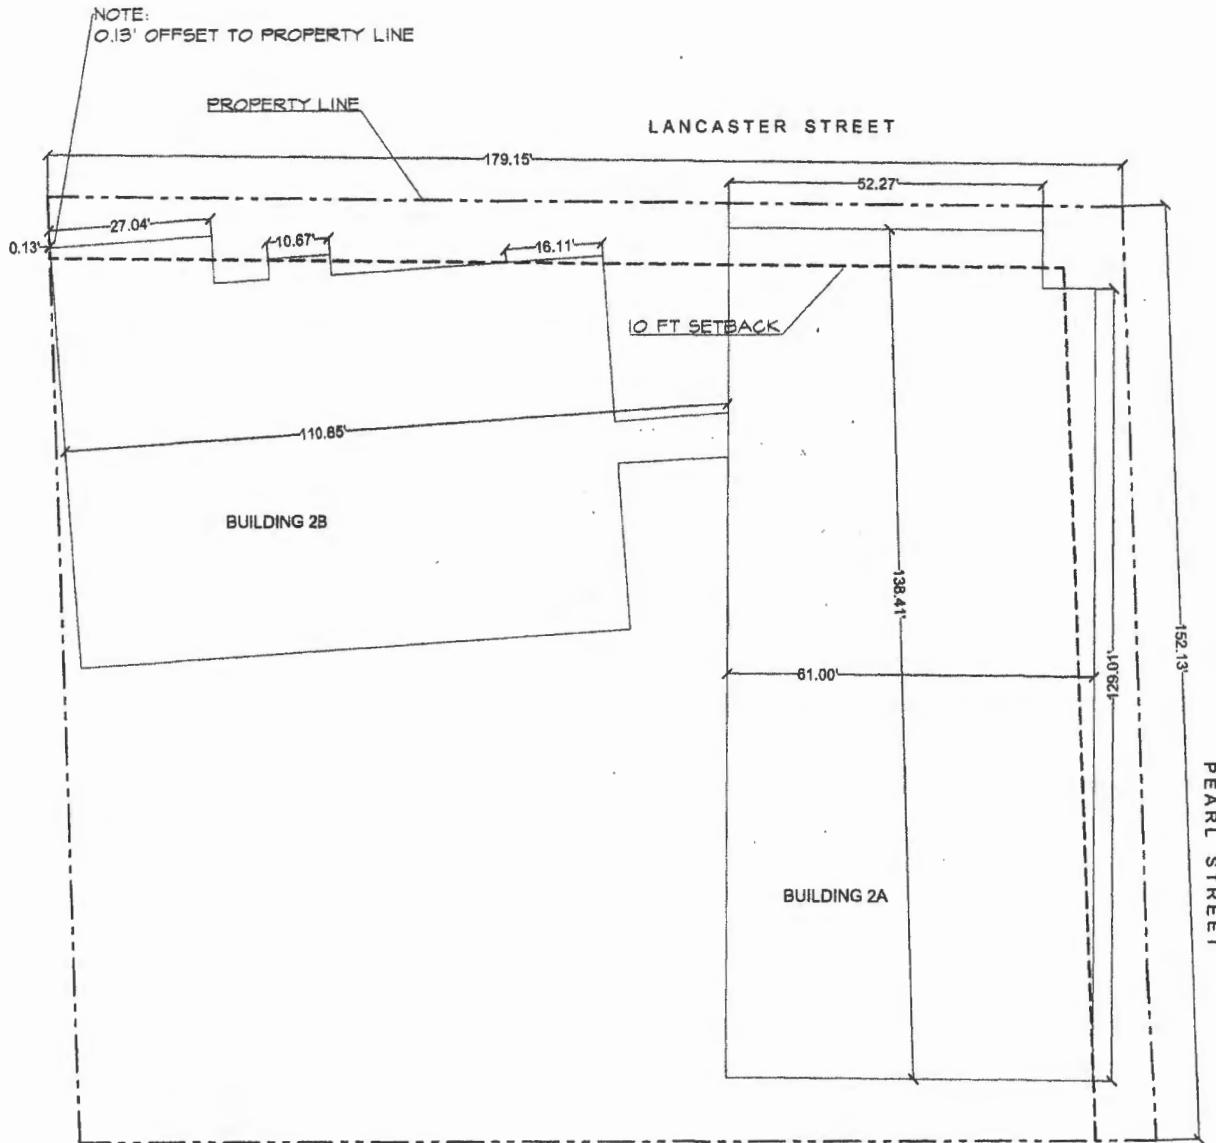 NOTE:
0.13' OFFSET TO PROPERTY LINE
PROPERTY LINE
LANCASTER STREET
179.15'
52.27'
27.04'
0.13'
10.67'
16.11'
10 FT SETBACK
110.85'
BUILDING 2B
138.41'
152.13'
61.00'
129.01'
PEARL STREET
BUILDING 2A